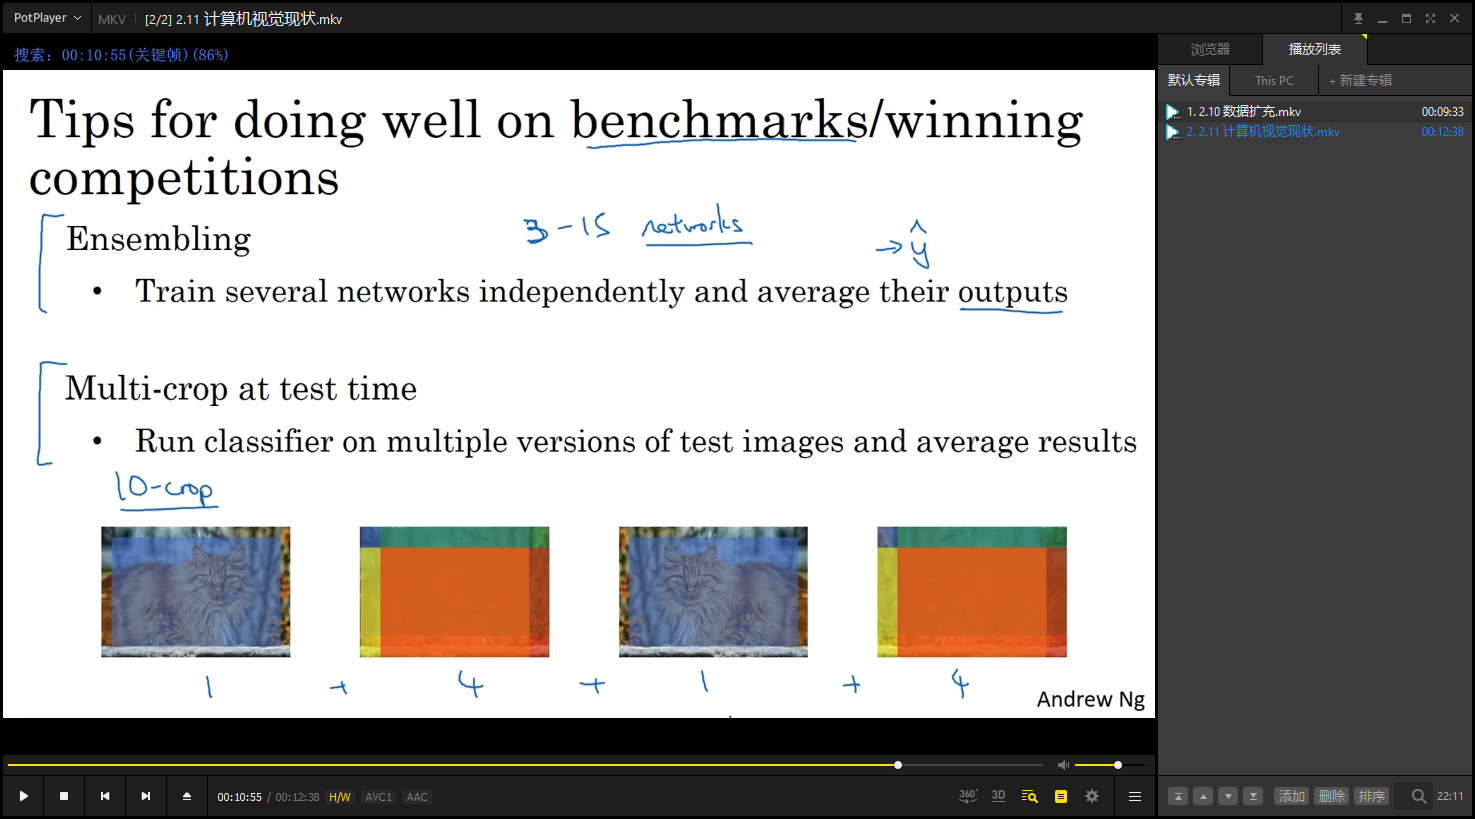 PotPlayer
MKV
[2/2] 2.11 计算机视觉现状.mkv
搜索: 00:10:55(关键帧)(86%)
Tips for doing well on benchmarks/winning
competitions
3-15 networks
→ŷ
Ensembling
• Train several networks independently and average their outputs
Multi-crop at test time
• Run classifier on multiple versions of test images and average results
10-crop
1 + 4 + 1 + 4
Andrew Ng
00:10:55 / 00:12:38 H/W AVC1 AAC
360°
3D
浏览器
播放列表
默认专辑
This PC
+ 新建专辑
1. 2.10 数据扩充.mkv 00:09:33
2. 2.11 计算机视觉现状.mkv 00:12:38
添加 删除 排序
22:11